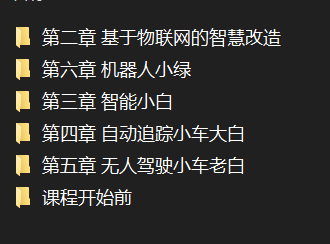 第二章 基于物联网的智慧改造
第六章 机器人小绿
第三章 智能小白
第四章 自动追踪小车大白
第五章 无人驾驶小车老白
课程开始前